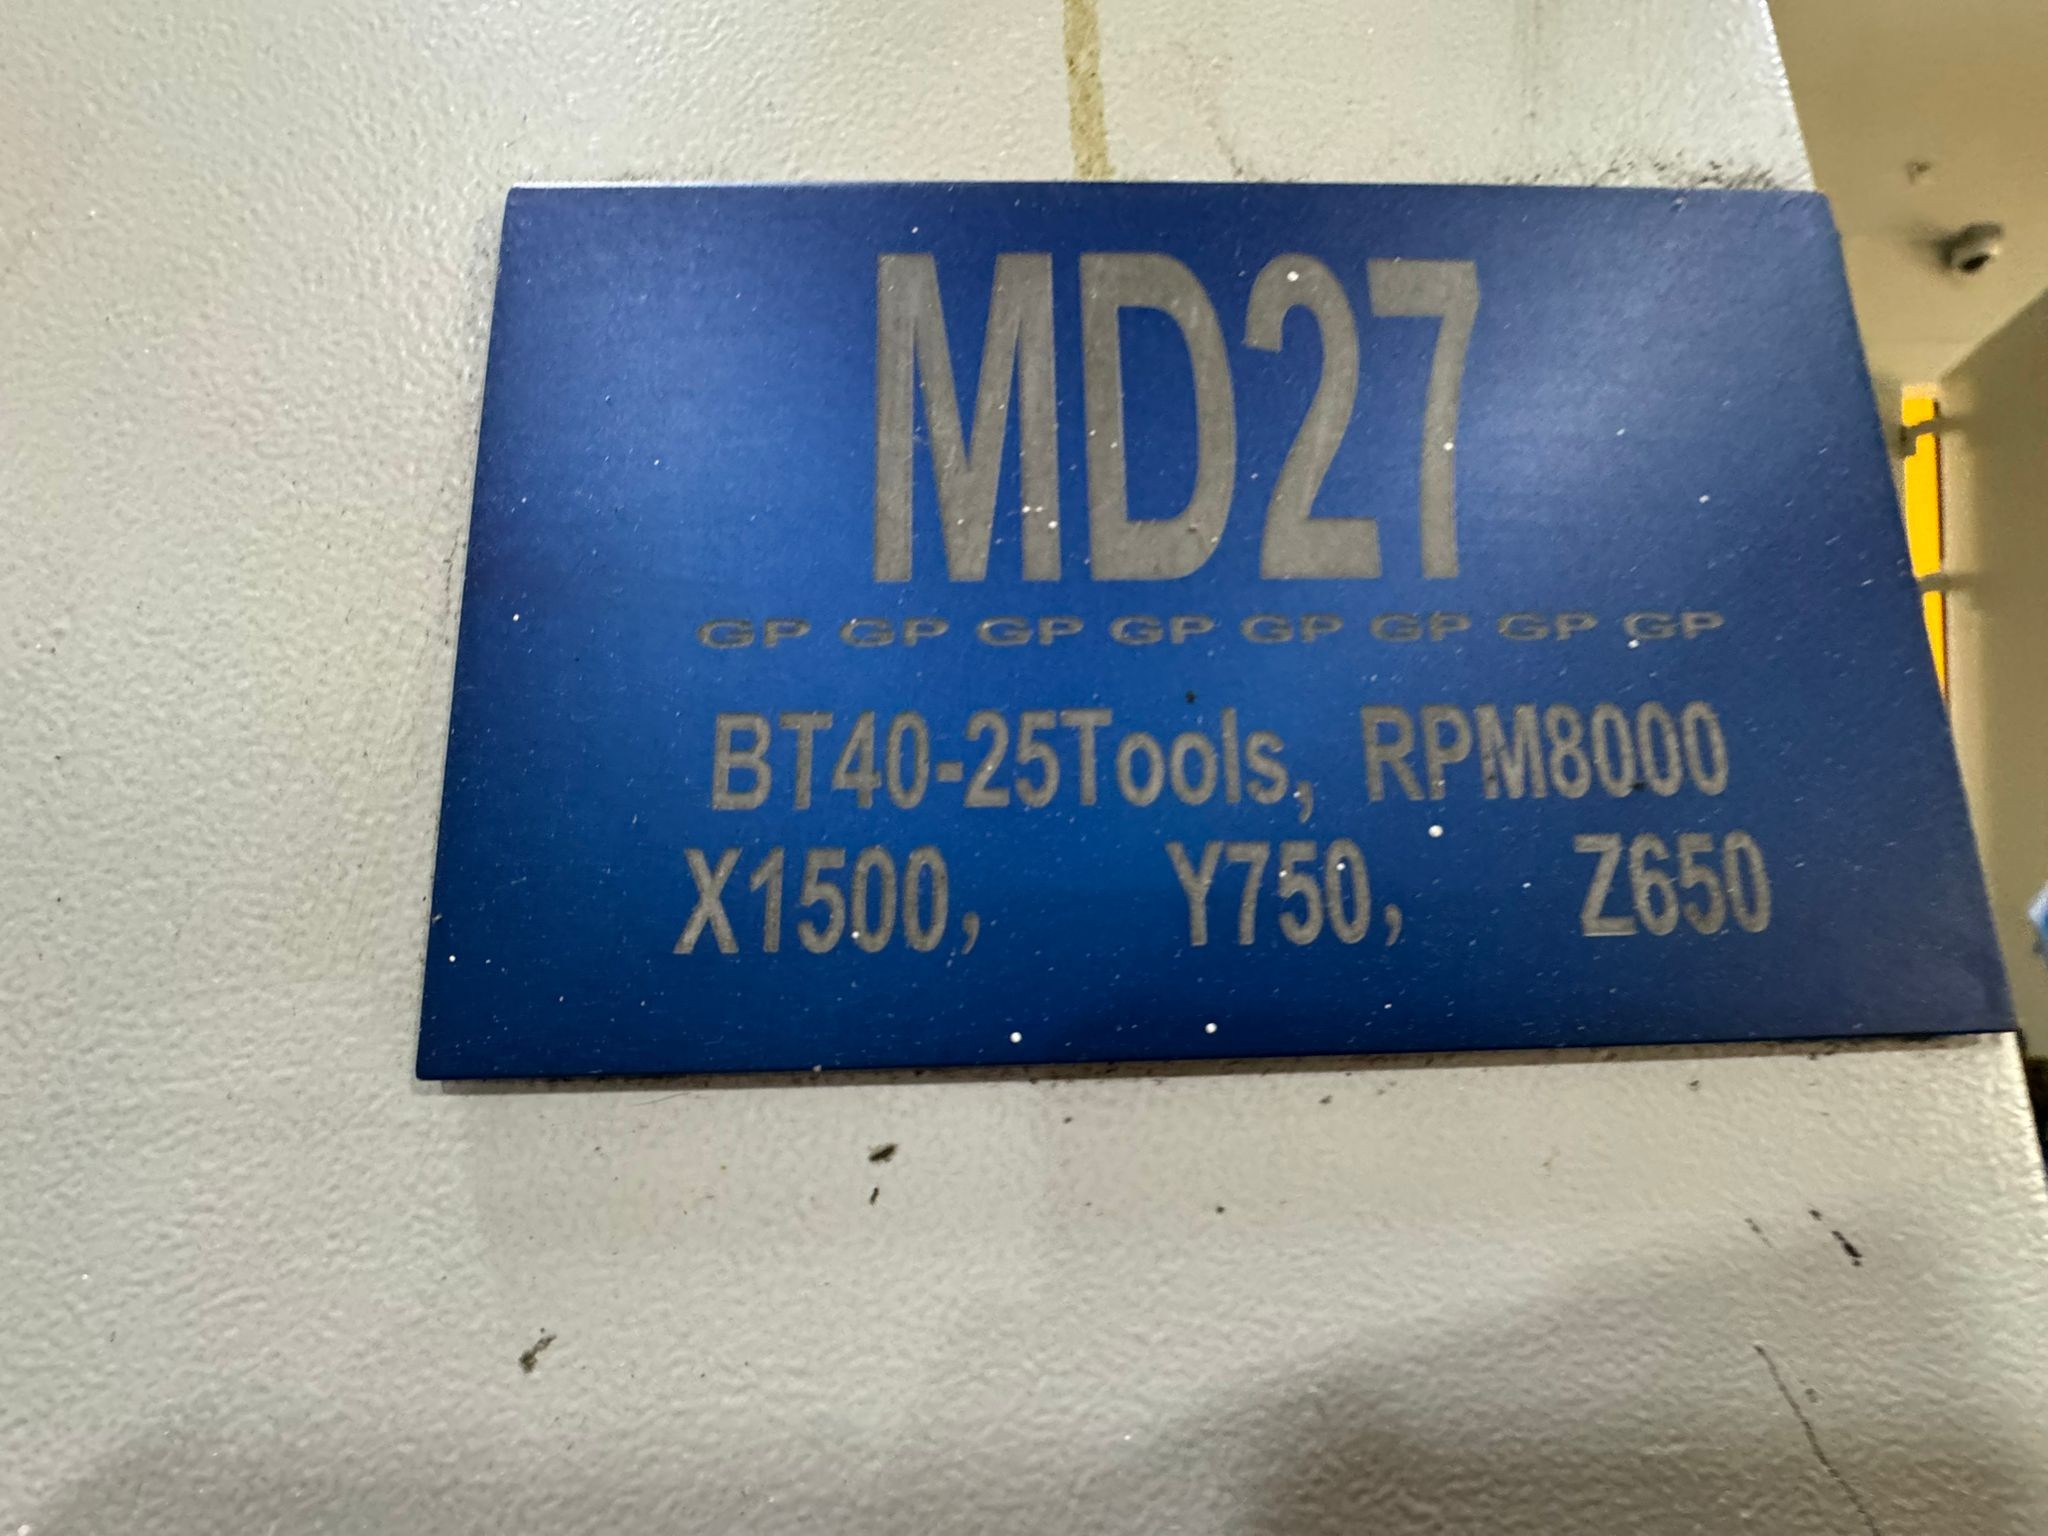 MD27
GP GP GP GP GP GP GP GP
BT40-25Tools, RPM8000
X1500, Y750, Z650